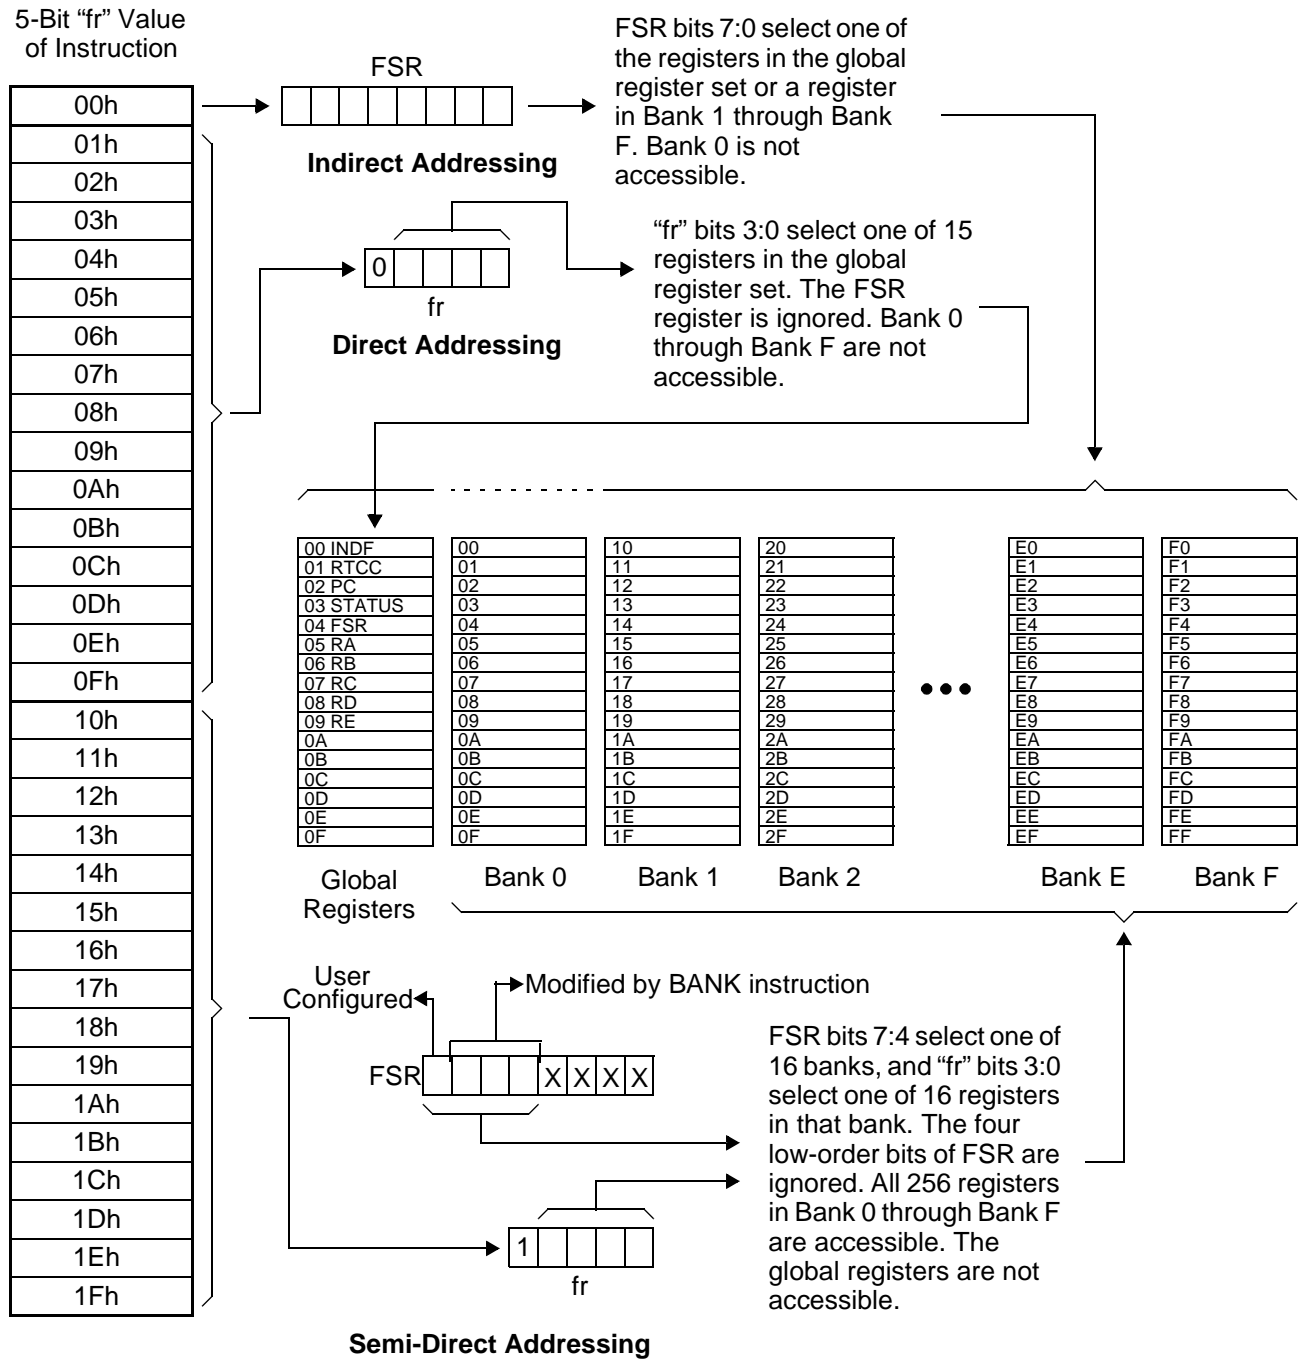 5-Bit “fr” Value
of Instruction
00h
01h
02h
03h
04h
05h
06h
07h
08h
09h
0Ah
0Bh
0Ch
0Dh
0Eh
0Fh
10h
11h
12h
13h
14h
15h
16h
17h
18h
19h
1Ah
1Bh
1Ch
1Dh
1Eh
1Fh
FSR
Indirect Addressing
FSR bits 7:0 select one of
the registers in the global
register set or a register
in Bank 1 through Bank
F. Bank 0 is not
accessible.
0
fr
Direct Addressing
“fr” bits 3:0 select one of 15
registers in the global
register set. The FSR
register is ignored. Bank 0
through Bank F are not
accessible.
00 INDF
01 RTCC
02 PC
03 STATUS
04 FSR
05 RA
06 RB
07 RC
08 RD
09 RE
0A
0B
0C
0D
0E
0F
Global
Registers
00
01
02
03
04
05
06
07
08
09
0A
0B
0C
0D
0E
0F
Bank 0
10
11
12
13
14
15
16
17
18
19
1A
1B
1C
1D
1E
1F
Bank 1
20
21
22
23
24
25
26
27
28
29
2A
2B
2C
2D
2E
2F
Bank 2
E0
E1
E2
E3
E4
E5
E6
E7
E8
E9
EA
EB
EC
ED
EE
EF
Bank E
F0
F1
F2
F3
F4
F5
F6
F7
F8
F9
FA
FB
FC
FD
FE
FF
Bank F
User
Configured
Modified by BANK instruction
FSR
X X X X
1
fr
FSR bits 7:4 select one of
16 banks, and “fr” bits 3:0
select one of 16 registers
in that bank. The four
low-order bits of FSR are
ignored. All 256 registers
in Bank 0 through Bank F
are accessible. The
global registers are not
accessible.
Semi-Direct Addressing